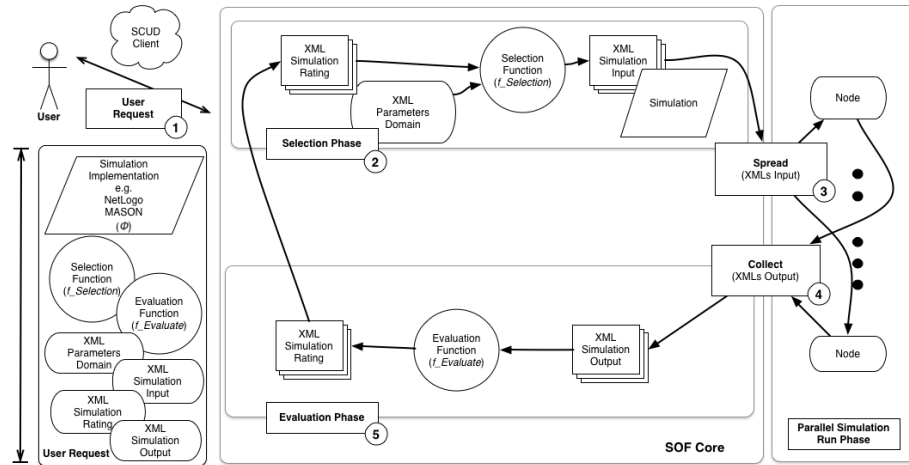 SCUD
Client
User
User
Request
1
Simulation
Implementation
e.g.
NetLogo
MASON
(Φ)
Selection
Function
(f_Selection)
Evaluation
Function
(f_Evaluate)
XML
Parameters
Domain
XML
Simulation
Input
XML
Simulation
Rating
XML
Simulation
Output
User Request
XML
Simulation
Rating
XML
Parameters
Domain
Selection
Function
(f_Selection)
XML
Simulation
Input
Simulation
Selection Phase
2
Spread
(XMLs Input)
3
Node
Collect
(XMLs Output)
4
Node
XML
Simulation
Rating
Evaluation
Function
(f_Evaluate)
XML
Simulation
Output
Evaluation Phase
5
SOF Core
Parallel Simulation
Run Phase